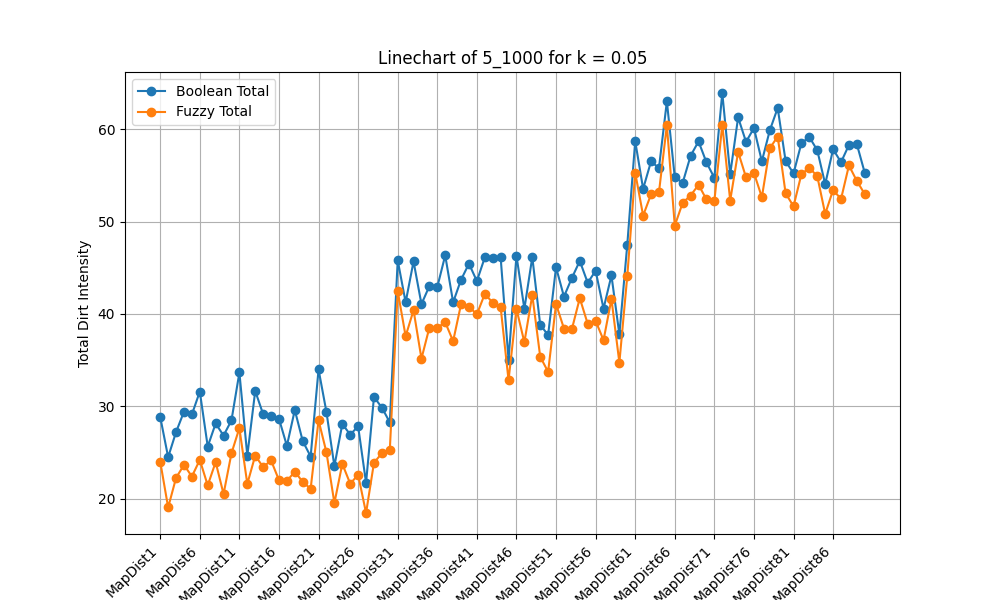 Linechart of 5_1000 for k = 0.05
Boolean Total
Fuzzy Total
Total Dirt Intensity
60
50
40
30
20
MapDist1
MapDist6
MapDist11
MapDist16
MapDist21
MapDist26
MapDist31
MapDist36
MapDist41
MapDist46
MapDist51
MapDist56
MapDist61
MapDist66
MapDist71
MapDist76
MapDist81
MapDist86